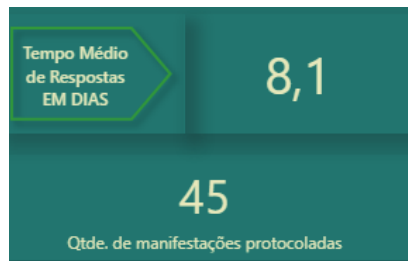 Tempo Médio
de Respostas
EM DIAS
8,1
45
Qtde. de manifestações protocoladas